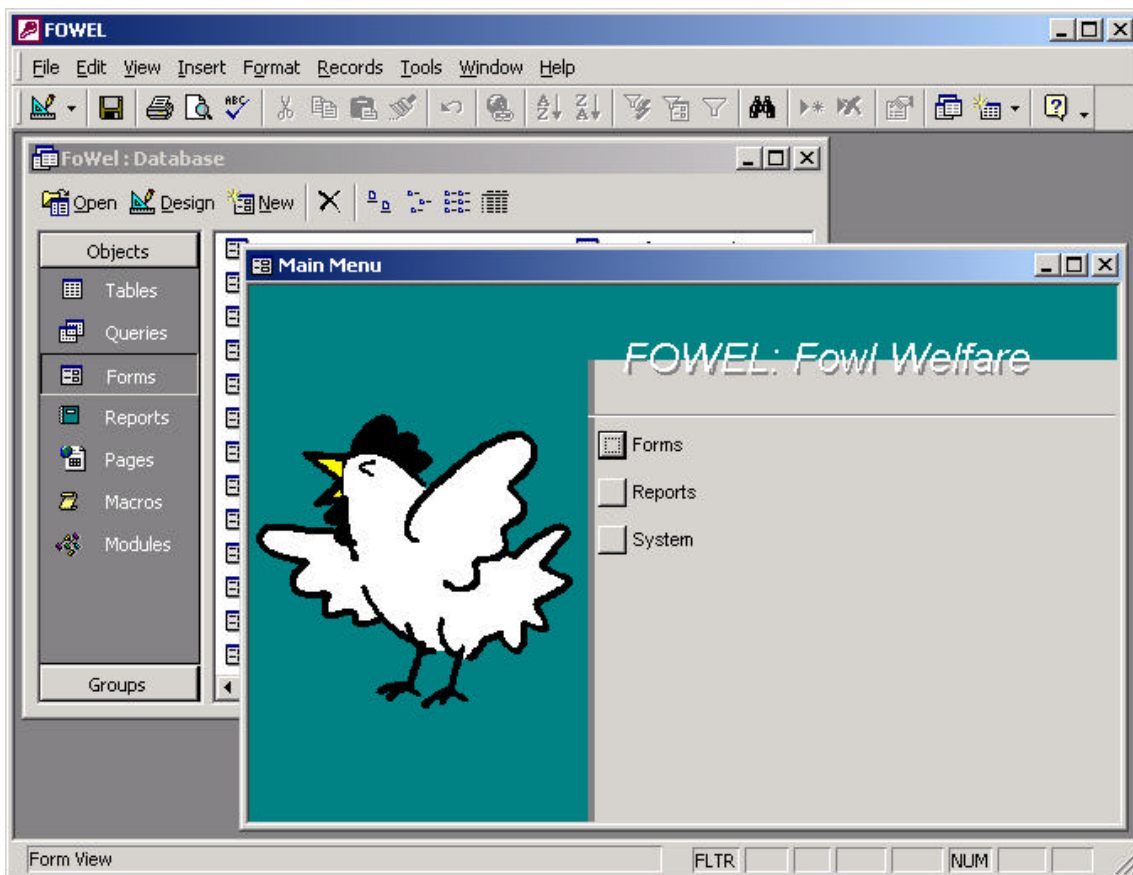 FOWEL
File Edit View Insert Format Records Tools Window Help
FoWel : Database
Open Design New
Objects
Tables
Queries
Forms
Reports
Pages
Macros
Modules
Groups
Main Menu
FOWEL: Fowl Welfare
Forms
Reports
System
Form View FLTR NUM